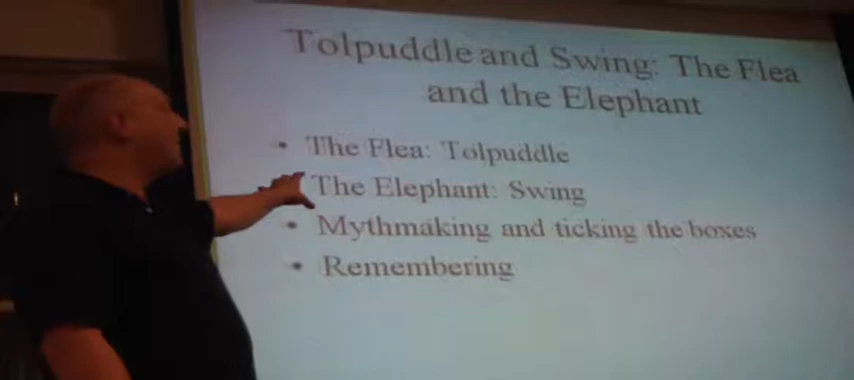 Tolpuddle and Swing: The Flea
and the Elephant
• The Flea: Tolpuddle
The Elephant: Swing
• Mythmaking and ticking the boxes
• Remembering